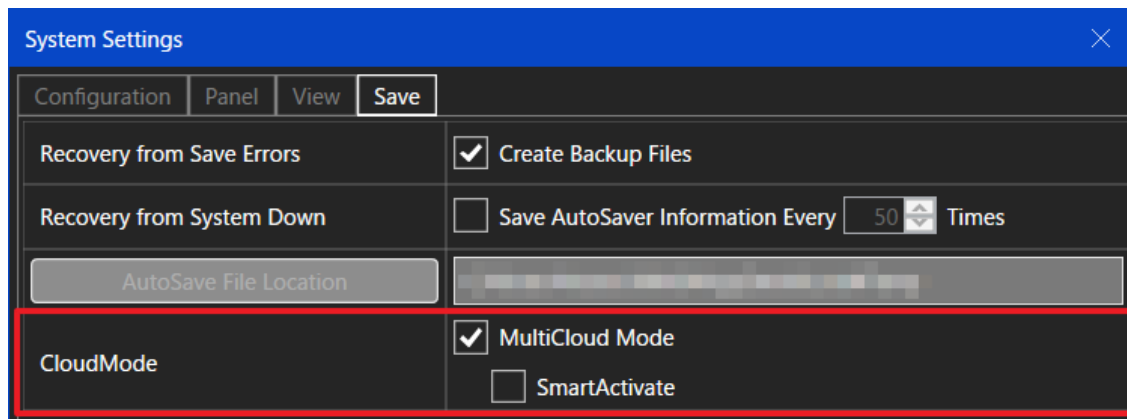 System Settings
Configuration Panel View Save
Recovery from Save Errors Create Backup Files
Recovery from System Down Save AutoSaver Information Every 50 Times
AutoSave File Location
CloudMode
MultiCloud Mode
SmartActivate